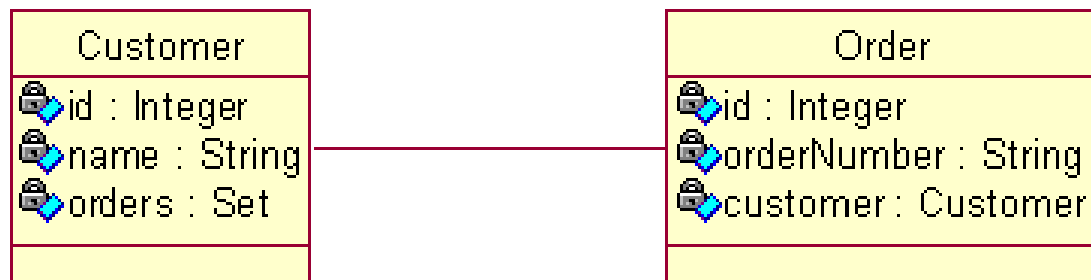 Customer
id : Integer
name : String
orders : Set
Order
id : Integer
orderNumber : String
customer : Customer